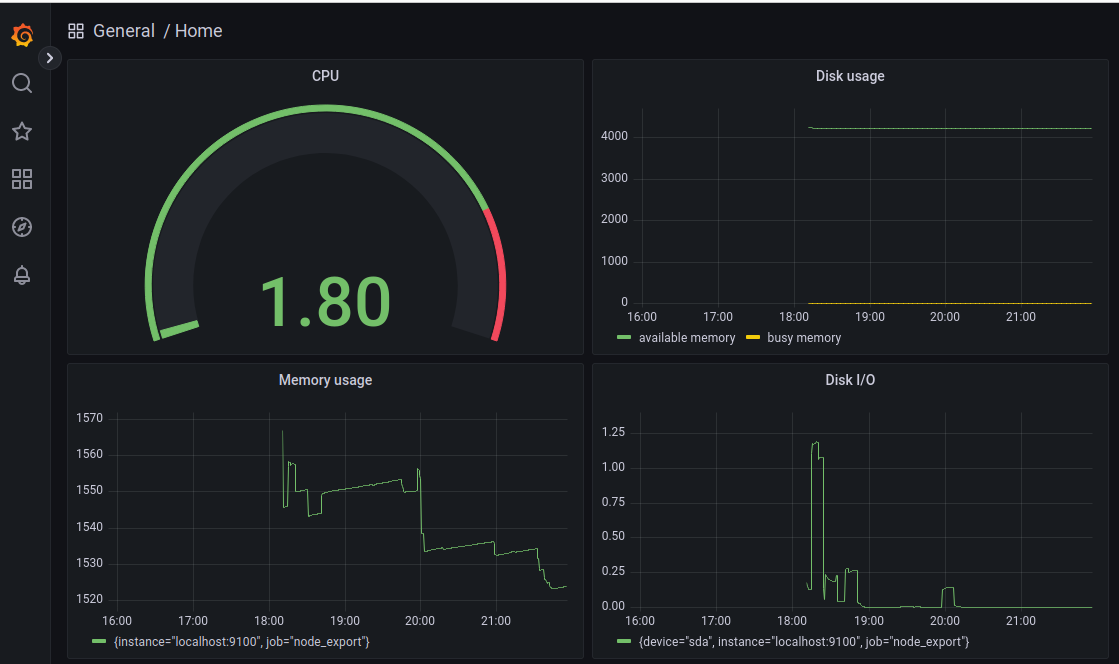 General / Home
CPU
1.80
Disk usage
4000
3000
2000
1000
0
16:00 17:00 18:00 19:00 20:00 21:00
available memory busy memory
Memory usage
1570
1560
1550
1540
1530
1520
16:00 17:00 18:00 19:00 20:00 21:00
{instance="localhost:9100", job="node_export"}
Disk I/O
1.25
1.00
0.75
0.50
0.25
0.00
16:00 17:00 18:00 19:00 20:00 21:00
{device="sda", instance="localhost:9100", job="node_export"}